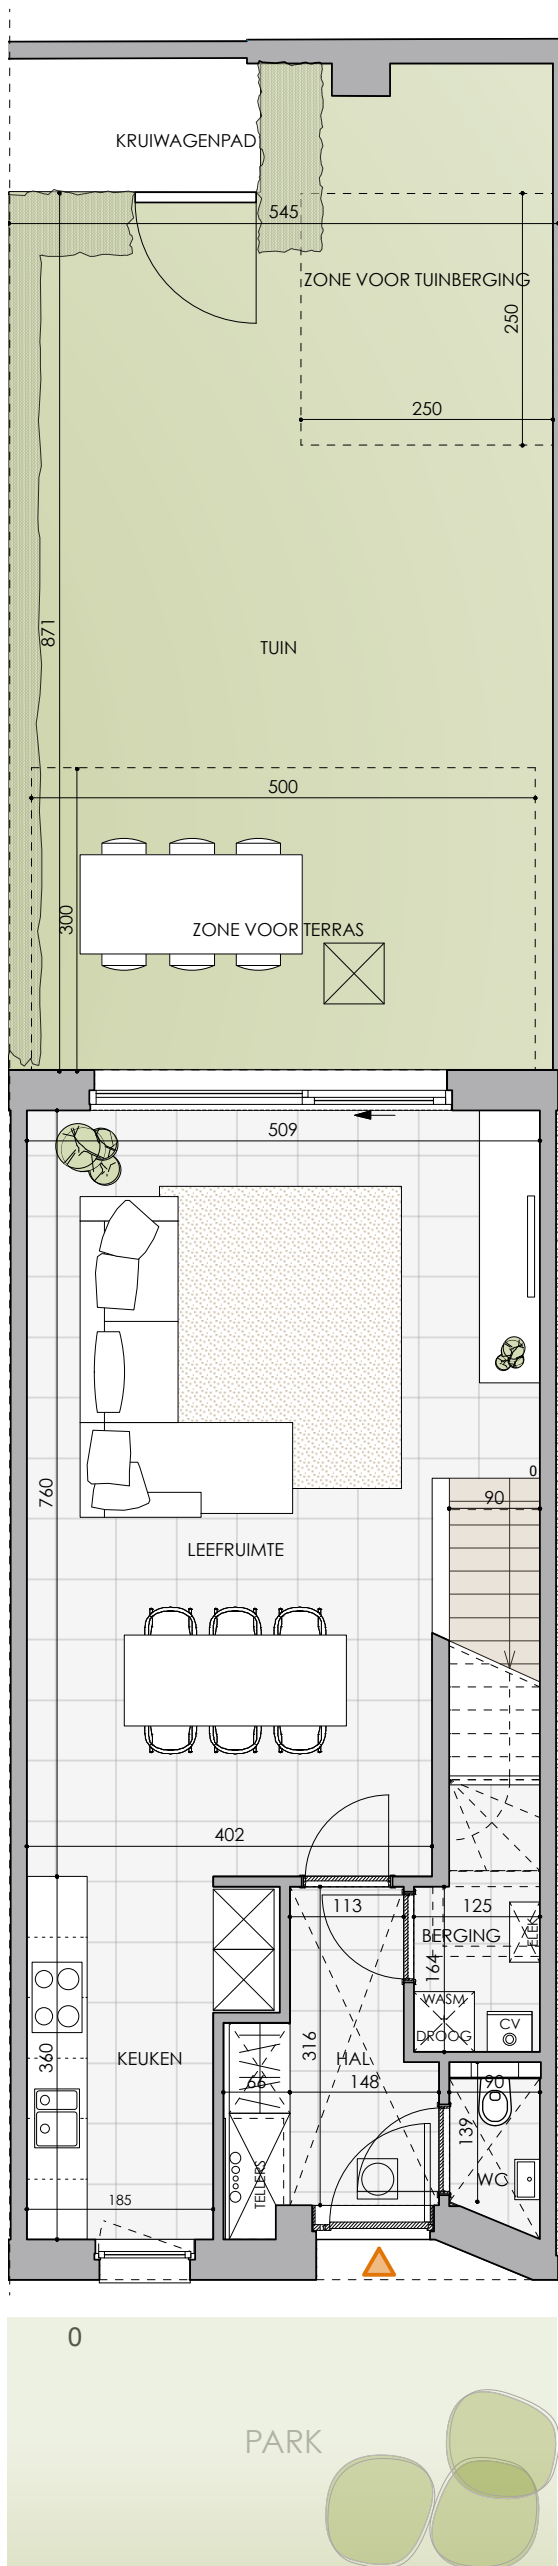 KRUIWAGENPAD
545
ZONE VOOR TUINBERGING
250
250
871
TUIN
500
300
ZONE VOOR TERRAS
509
0
90
760
LEEFRUIMTE
402
113
125
BERGING
ELEK
164
WASM
DROOG
CV
316
HAL
KEUKEN
360
66
148
90
139
WC
TELLERS
185
0
PARK